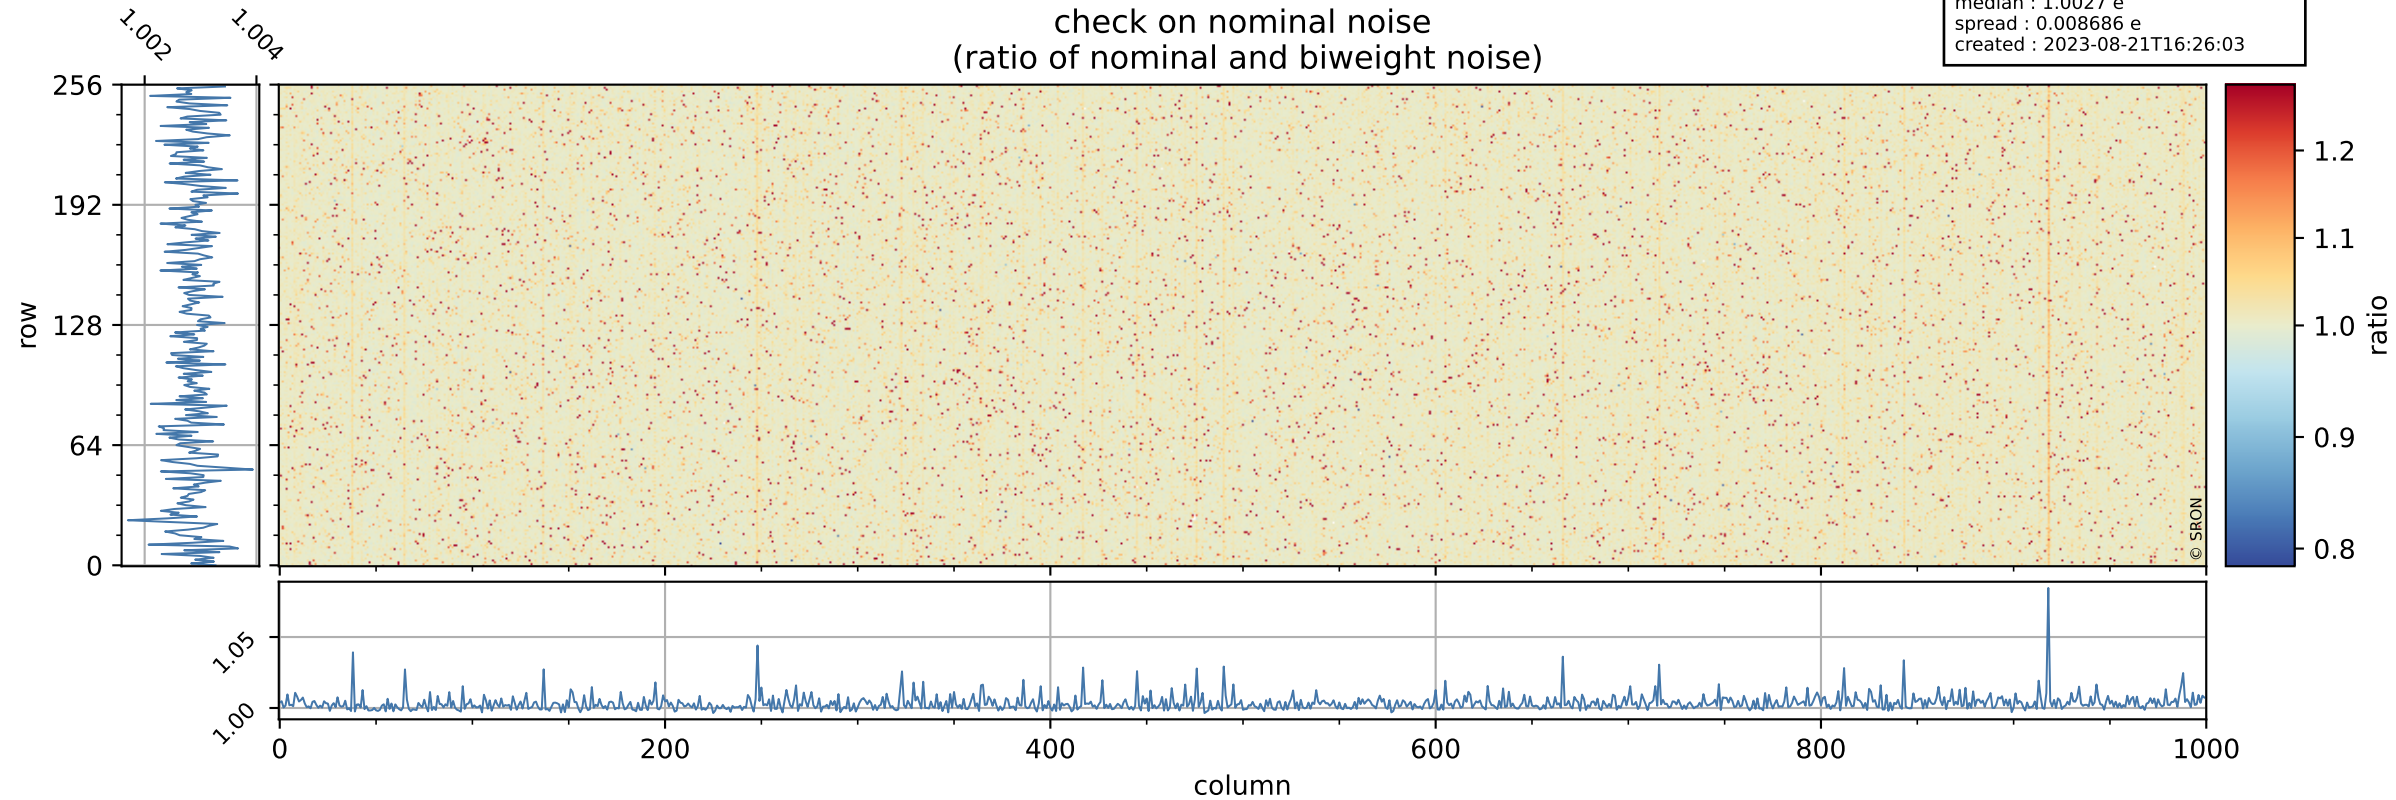 median : 1.0027 e
spread : 0.008686 e
created : 2023-08-21T16:26:03
check on nominal noise
(ratio of nominal and biweight noise)
1.002
1.004
256
192
128
64
0
row
1.2
1.1
1.0
0.9
0.8
ratio
© SRON
1.05
1.00
0
200
400
600
800
1000
column